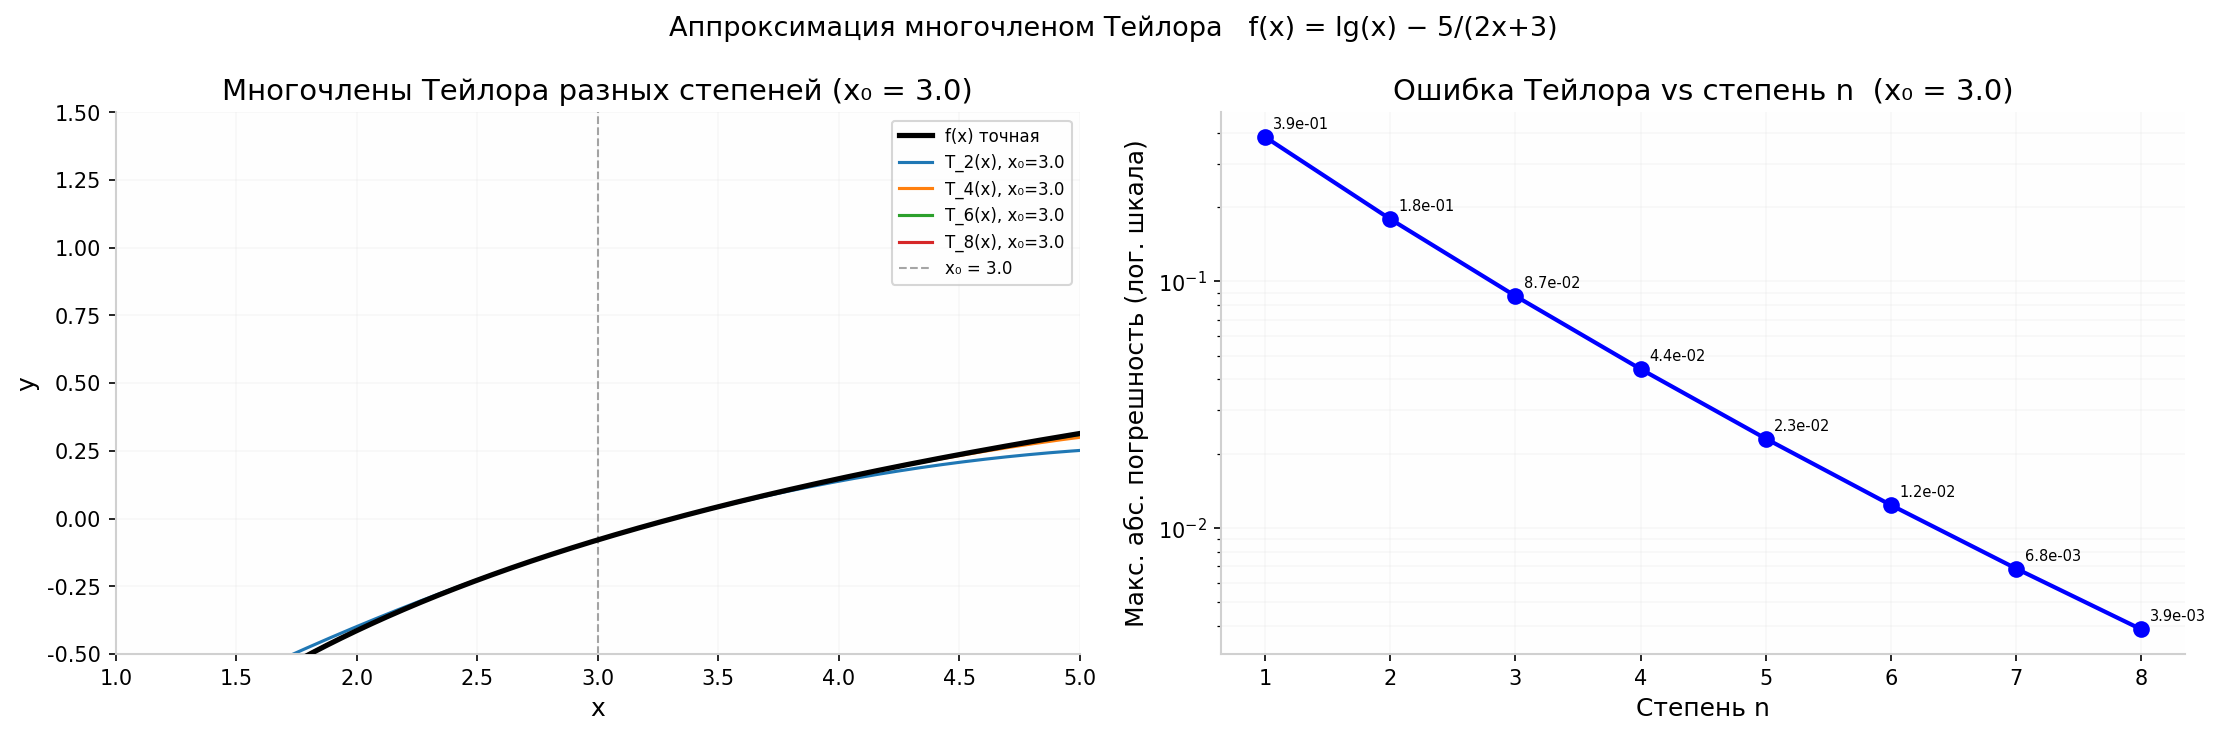 Аппроксимация многочленом Тейлора   f(x) = lg(x) − 5/(2x+3)
Многочлены Тейлора разных степеней (x₀ = 3.0)
y
1.50
1.25
1.00
0.75
0.50
0.25
0.00
-0.25
-0.50
1.0 1.5 2.0 2.5 3.0 3.5 4.0 4.5 5.0
x
f(x) точная
T_2(x), x₀=3.0
T_4(x), x₀=3.0
T_6(x), x₀=3.0
T_8(x), x₀=3.0
x₀ = 3.0
Ошибка Тейлора vs степень n  (x₀ = 3.0)
Макс. абс. погрешность (лог. шкала)
10⁻¹
10⁻²
3.9e-01
1.8e-01
8.7e-02
4.4e-02
2.3e-02
1.2e-02
6.8e-03
3.9e-03
1 2 3 4 5 6 7 8
Степень n